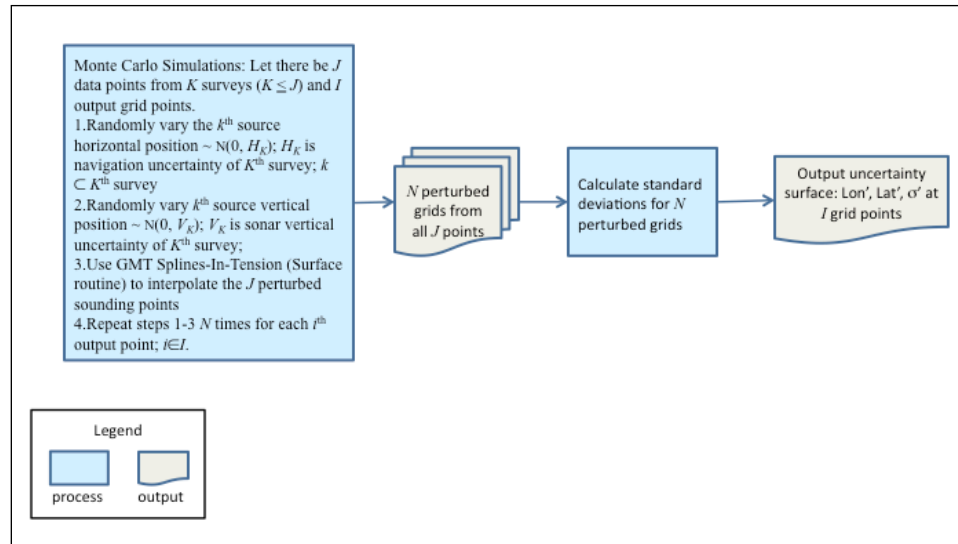 Monte Carlo Simulations: Let there be J
data points from K surveys (K ≤ J) and I
output grid points.
1.Randomly vary the kth source
horizontal position ~ N(0, HK); HK is
navigation uncertainty of Kth survey; k
⊂ Kth survey
2.Randomly vary kth source vertical
position ~ N(0, VK); VK is sonar vertical
uncertainty of Kth survey;
3.Use GMT Splines-In-Tension (Surface
routine) to interpolate the J perturbed
sounding points
4.Repeat steps 1-3 N times for each ith
output point; i∈I.
N perturbed
grids from
all J points
Calculate standard
deviations for N
perturbed grids
Output uncertainty
surface: Lon’, Lat’, σ’ at
I grid points
Legend
process
output